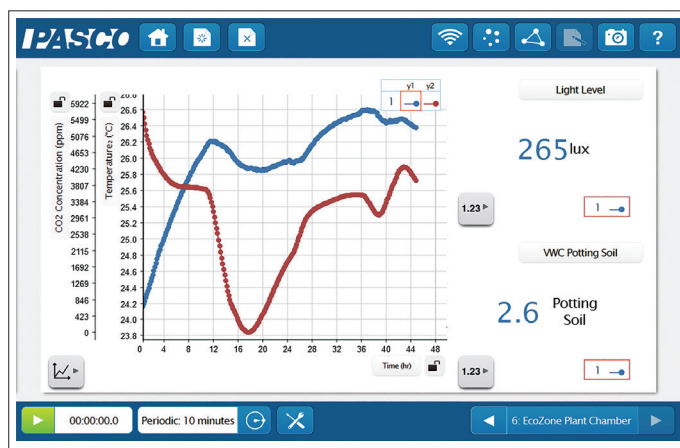 PASCO
?
y1 y2
1
CO2 Concentration (ppm)
5922
5499
5076
4653
4230
3807
3384
2961
2538
2115
1692
1269
846
423
0
Temperature₂ (°C)
26.8
26.6
26.4
26.2
26.0
25.8
25.6
25.4
25.2
25.0
24.8
24.6
24.4
24.2
24.0
23.8
0 4 8 12 16 20 24 28 32 36 40 44 48
Time (hr)
Light Level
265 lux
1.23
1
VWC Potting Soil
2.6 Potting
Soil
1.23
1
00:00:00.0
Periodic: 10 minutes
6: EcoZone Plant Chamber